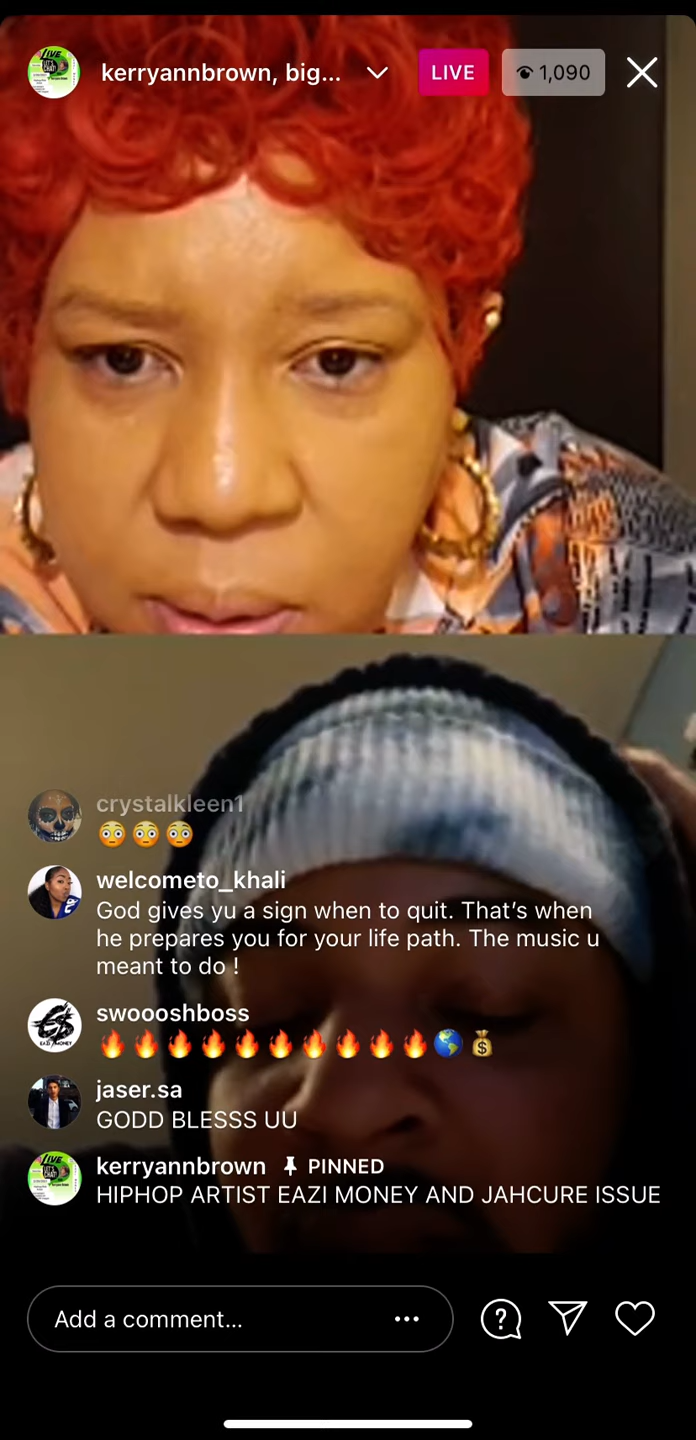 kerryannbrown, big...
LIVE
1,090
crystalkleen1
😳 😳 😳
welcometo_khali
God gives yu a sign when to quit. That’s when
he prepares you for your life path. The music u
meant to do !
swoooshboss
🔥🔥🔥🔥🔥🔥🔥🔥🔥🔥🌎💰
jaser.sa
GODD BLESSS UU
kerryannbrown 📌 PINNED
HIPHOP ARTIST EAZI MONEY AND JAHCURE ISSUE
Add a comment...